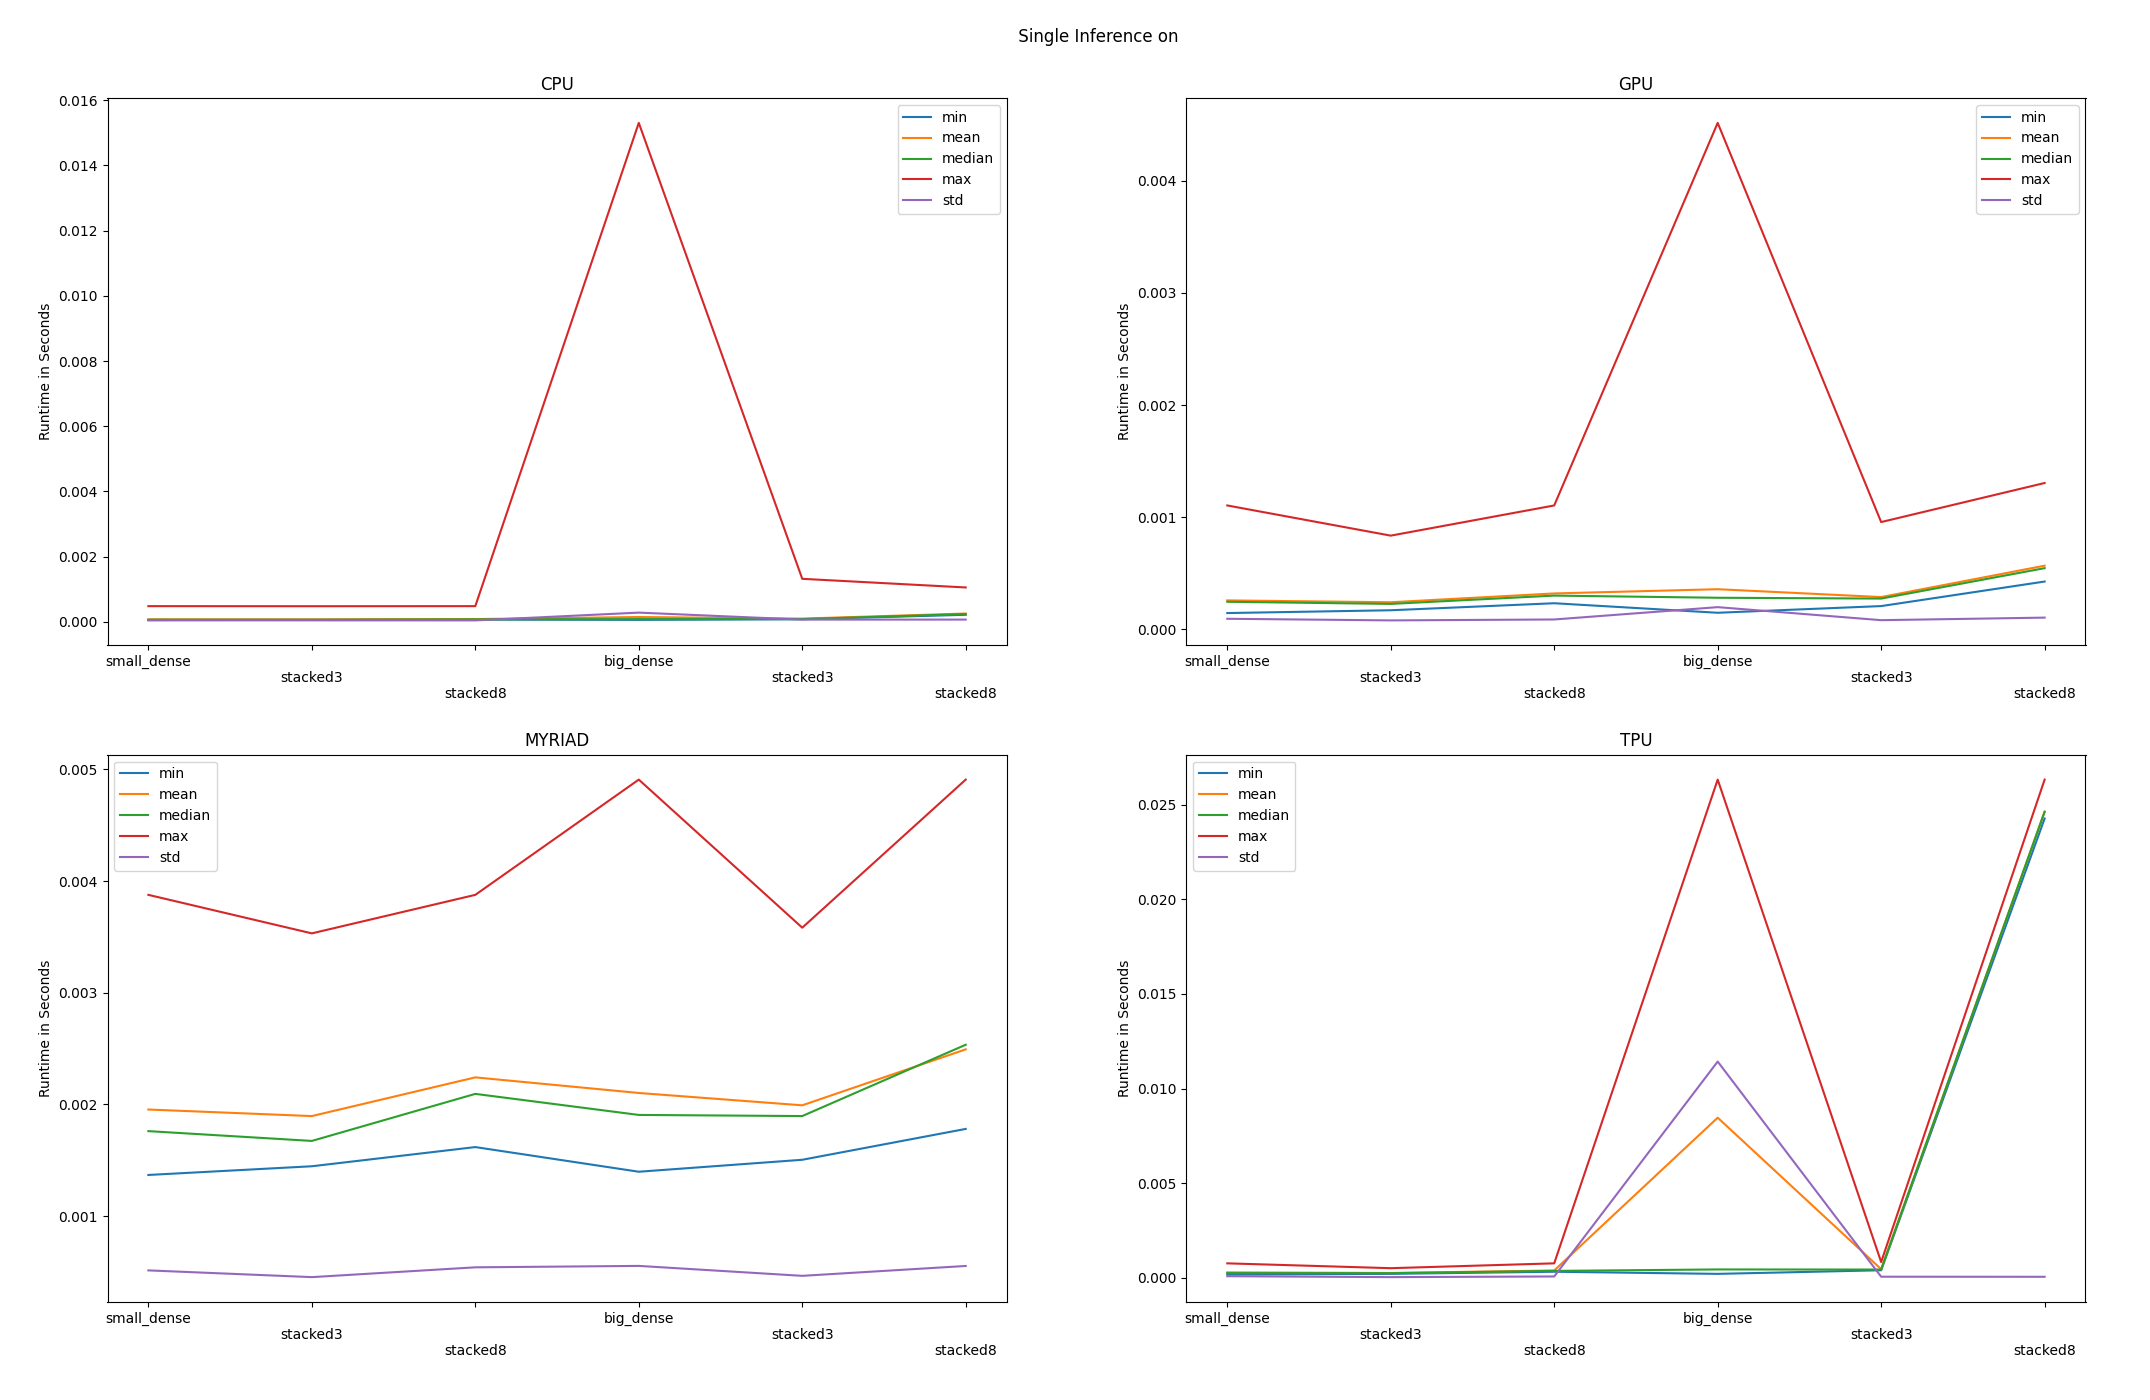 Single Inference on
CPU
Runtime in Seconds
0.016
0.014
0.012
0.010
0.008
0.006
0.004
0.002
0.000
min
mean
median
max
std
small_dense
stacked3
stacked8
big_dense
stacked3
stacked8
GPU
Runtime in Seconds
0.004
0.003
0.002
0.001
0.000
min
mean
median
max
std
small_dense
stacked3
stacked8
big_dense
stacked3
stacked8
MYRIAD
Runtime in Seconds
0.005
0.004
0.003
0.002
0.001
min
mean
median
max
std
small_dense
stacked3
stacked8
big_dense
stacked3
stacked8
TPU
Runtime in Seconds
0.025
0.020
0.015
0.010
0.005
0.000
min
mean
median
max
std
small_dense
stacked3
stacked8
big_dense
stacked3
stacked8